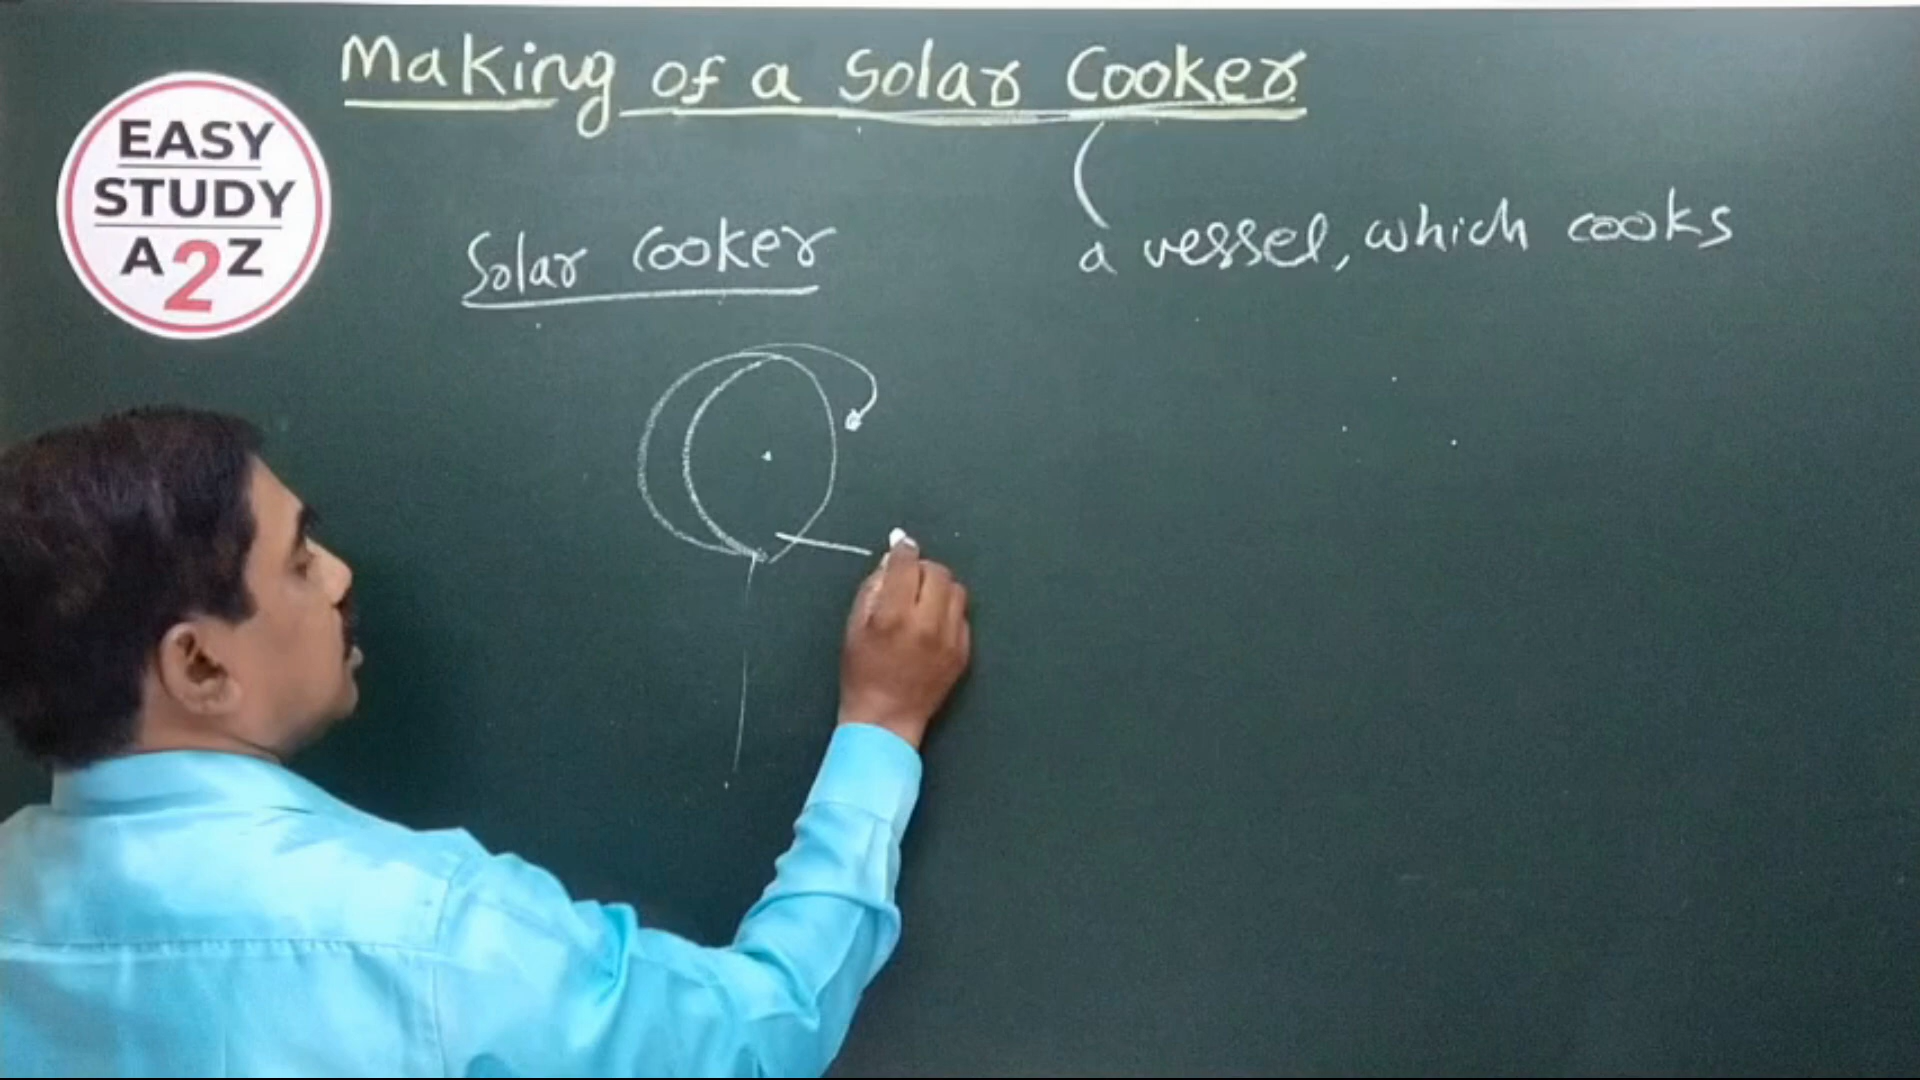 Making of a Solar Cooker
EASY
STUDY
A2Z
Solar Cooker
a vessel, which cooks